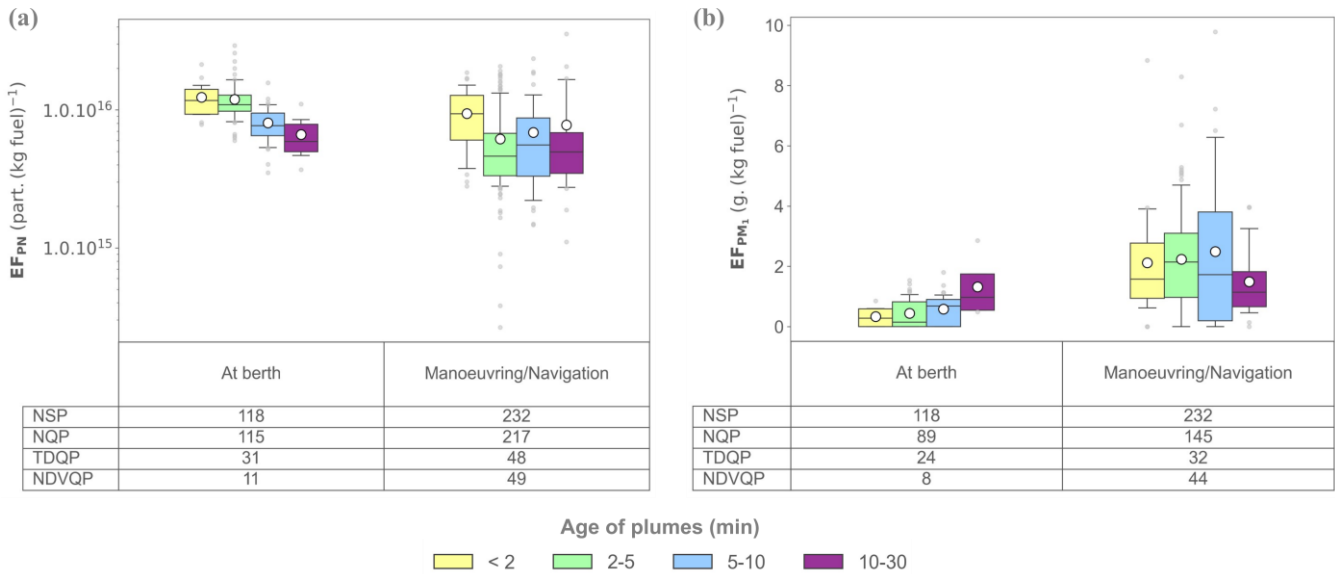 (a)
EF_PN (part. (kg fuel)⁻¹)
1.0.10¹⁶
1.0.10¹⁵
At berth Manoeuvring/Navigation
NSP 118 232
NQP 115 217
TDQP 31 48
NDVQP 11 49
(b)
EF_PM₁ (g. (kg fuel)⁻¹)
10
8
6
4
2
0
At berth Manoeuvring/Navigation
NSP 118 232
NQP 89 145
TDQP 24 32
NDVQP 8 44
Age of plumes (min)
< 2 2-5 5-10 10-30